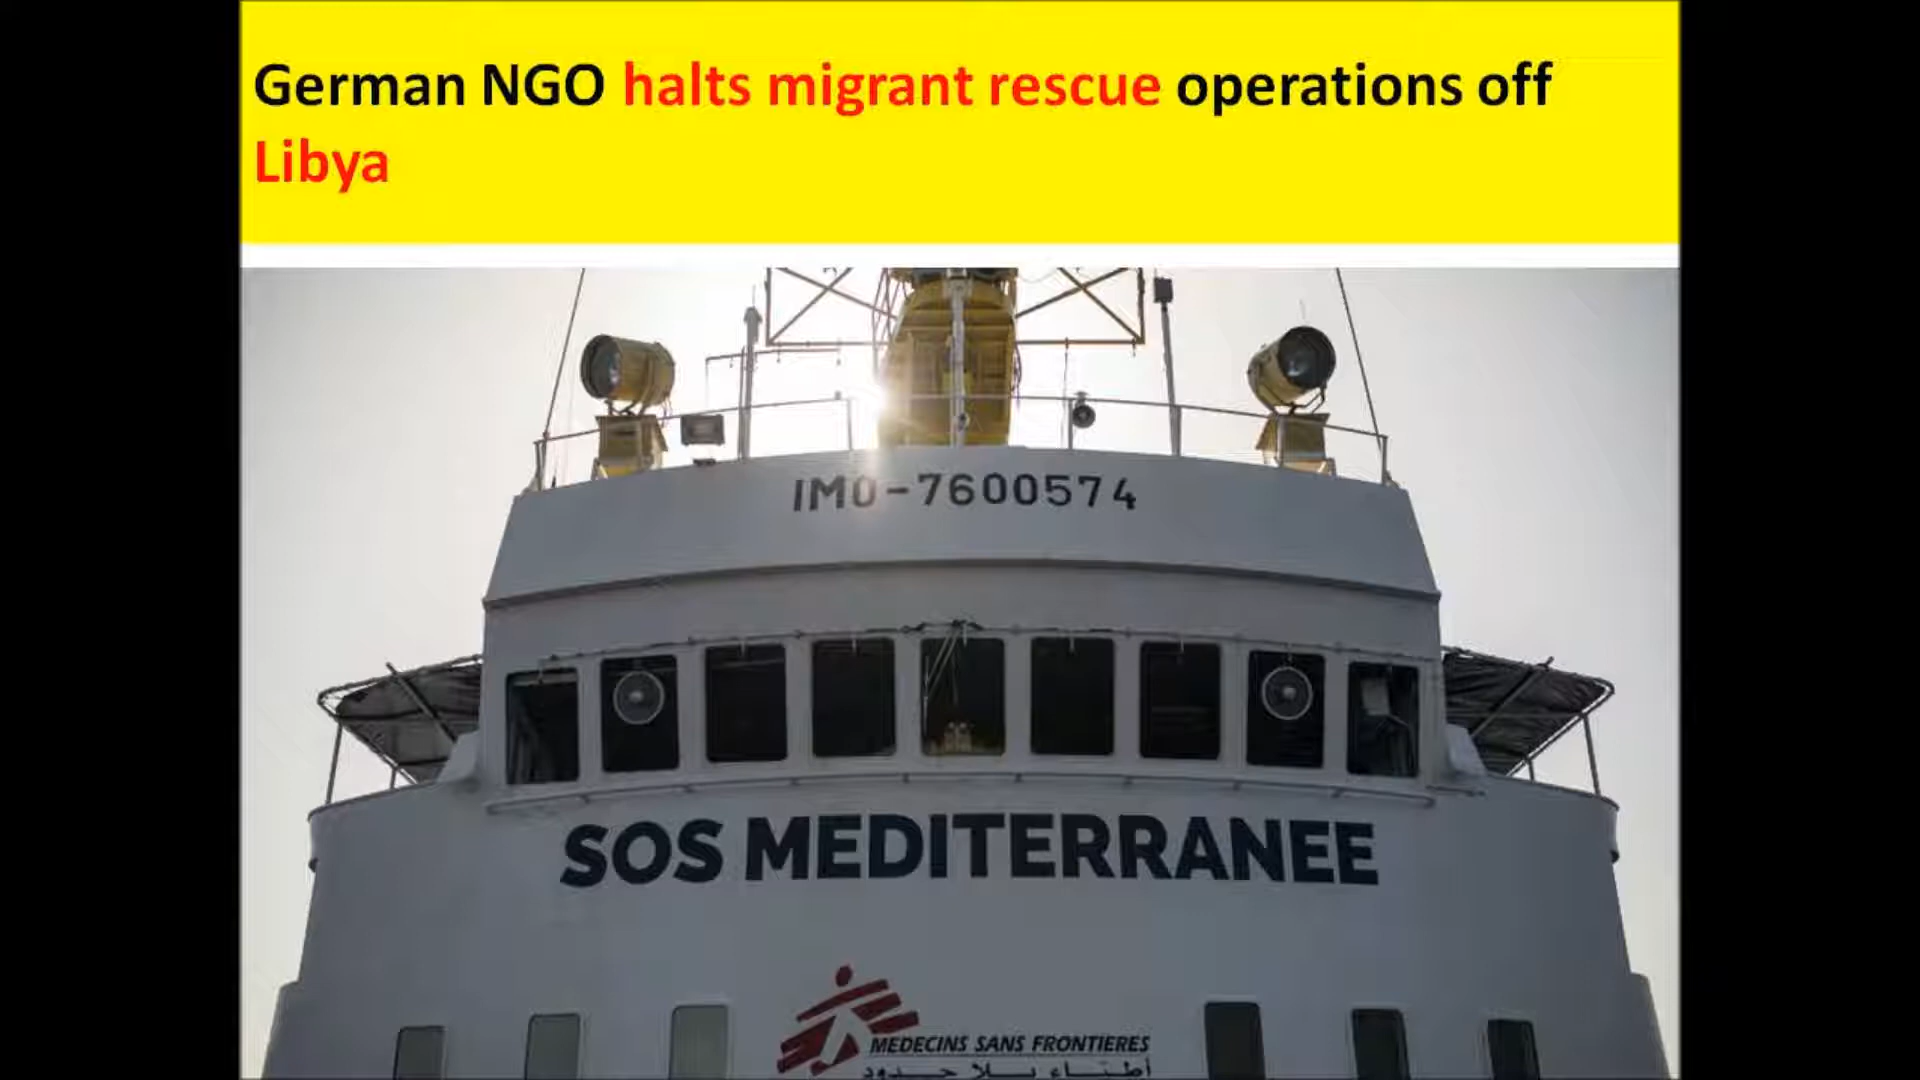 German NGO halts migrant rescue operations off
Libya
IMO-7600574
SOS MEDITERRANEE
MEDECINS SANS FRONTIERES
أطباء بلا حدود